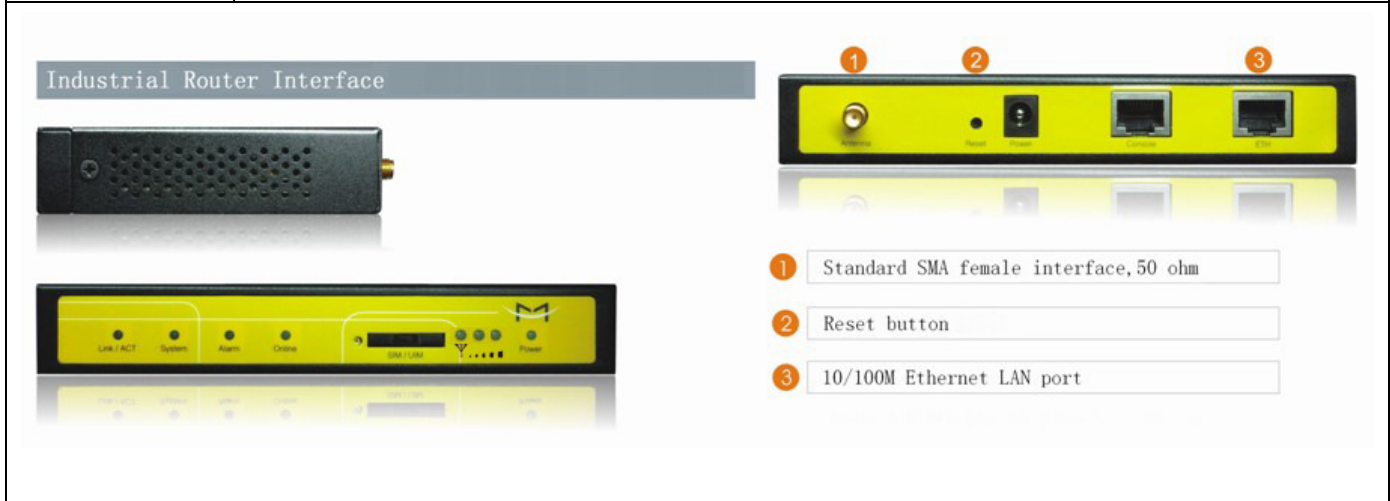 Industrial Router Interface
1
2
3
Antenna
Reset
Power
Console
ETH
1 Standard SMA female interface,50 ohm
2 Reset button
3 10/100M Ethernet LAN port
Link / ACT
System
Alarm
Online
SIM / UIM
Power